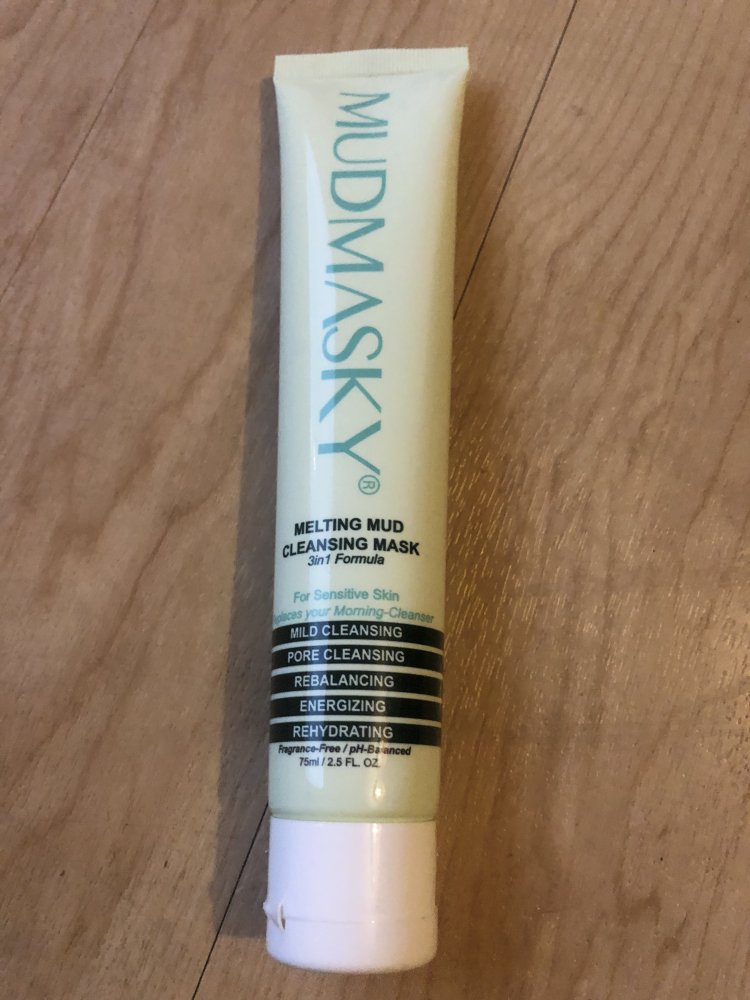 MUDMASKY®
MELTING MUD
CLEANSING MASK
3in1 Formula
For Sensitive Skin
your Morning-Cleanser
MILD CLEANSING
PORE CLEANSING
REBALANCING
ENERGIZING
REHYDRATING
Fragrance-Free / pH-Balanced
75ml / 2.5 FL. OZ.